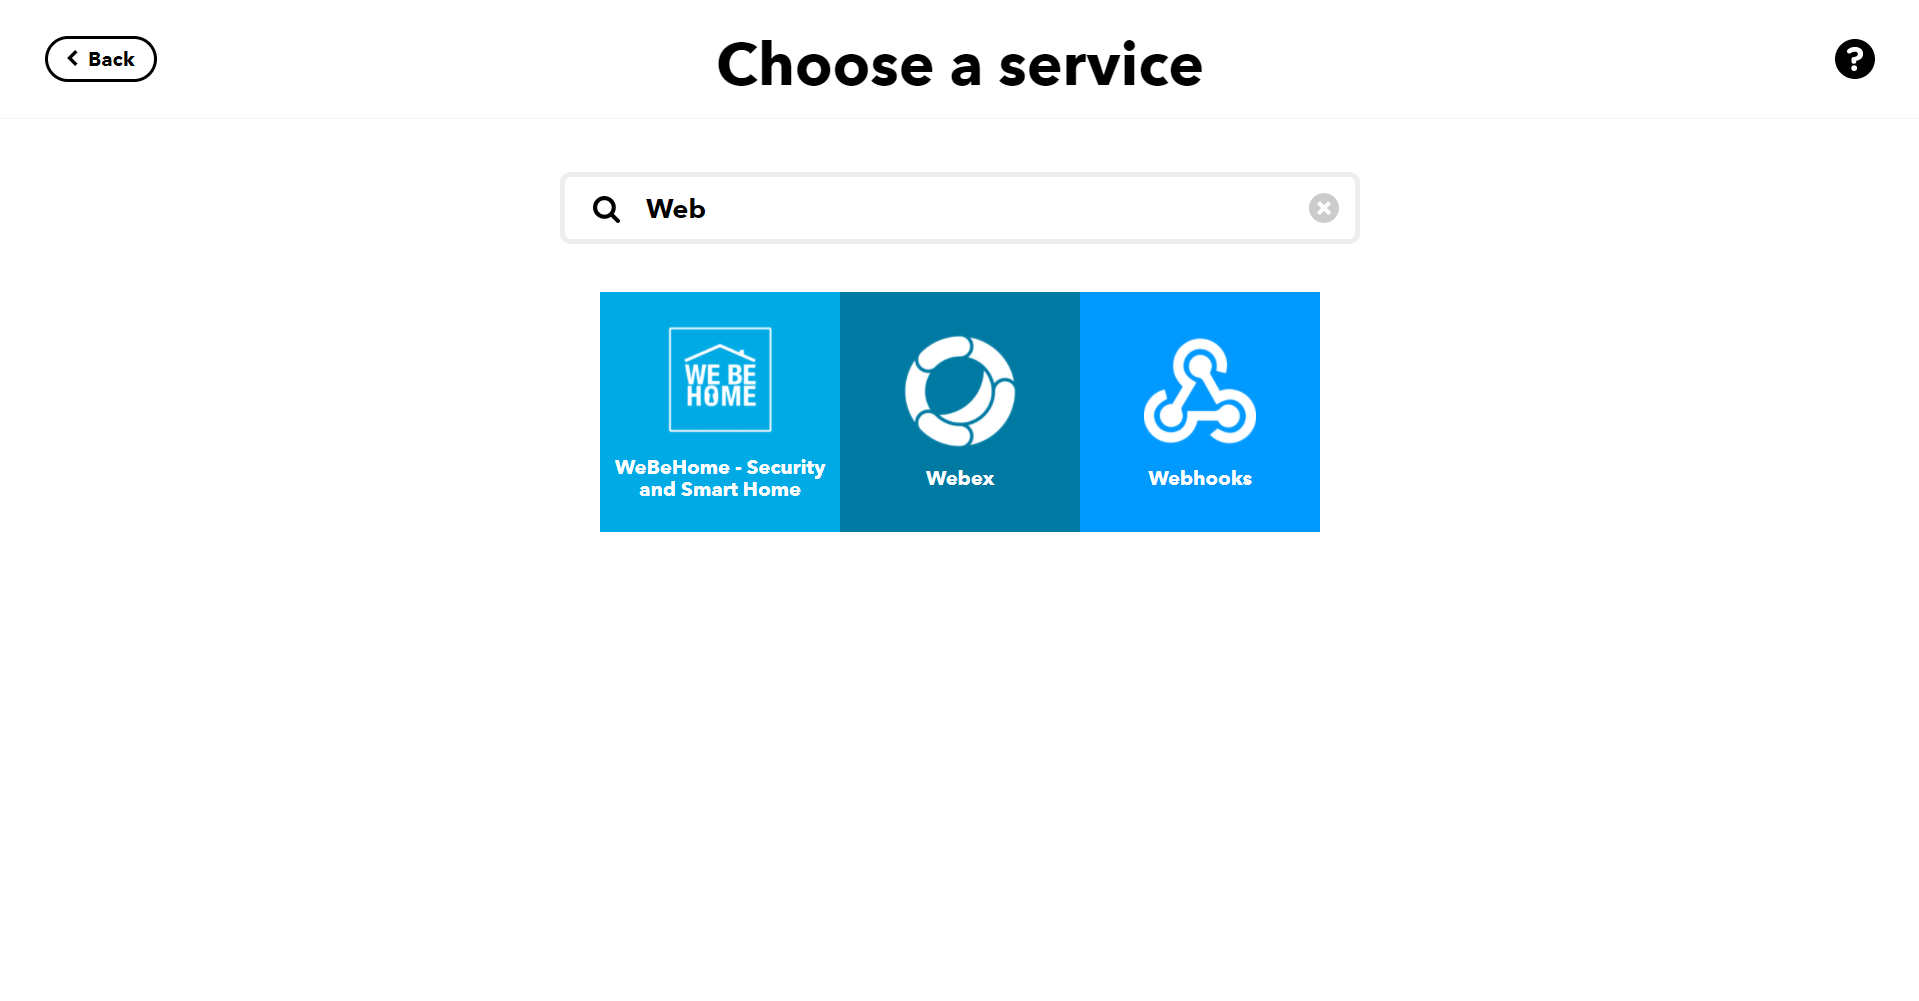 Back
Choose a service
?
Web
WE BE
HOME
WeBeHome - Security
and Smart Home
Webex
Webhooks